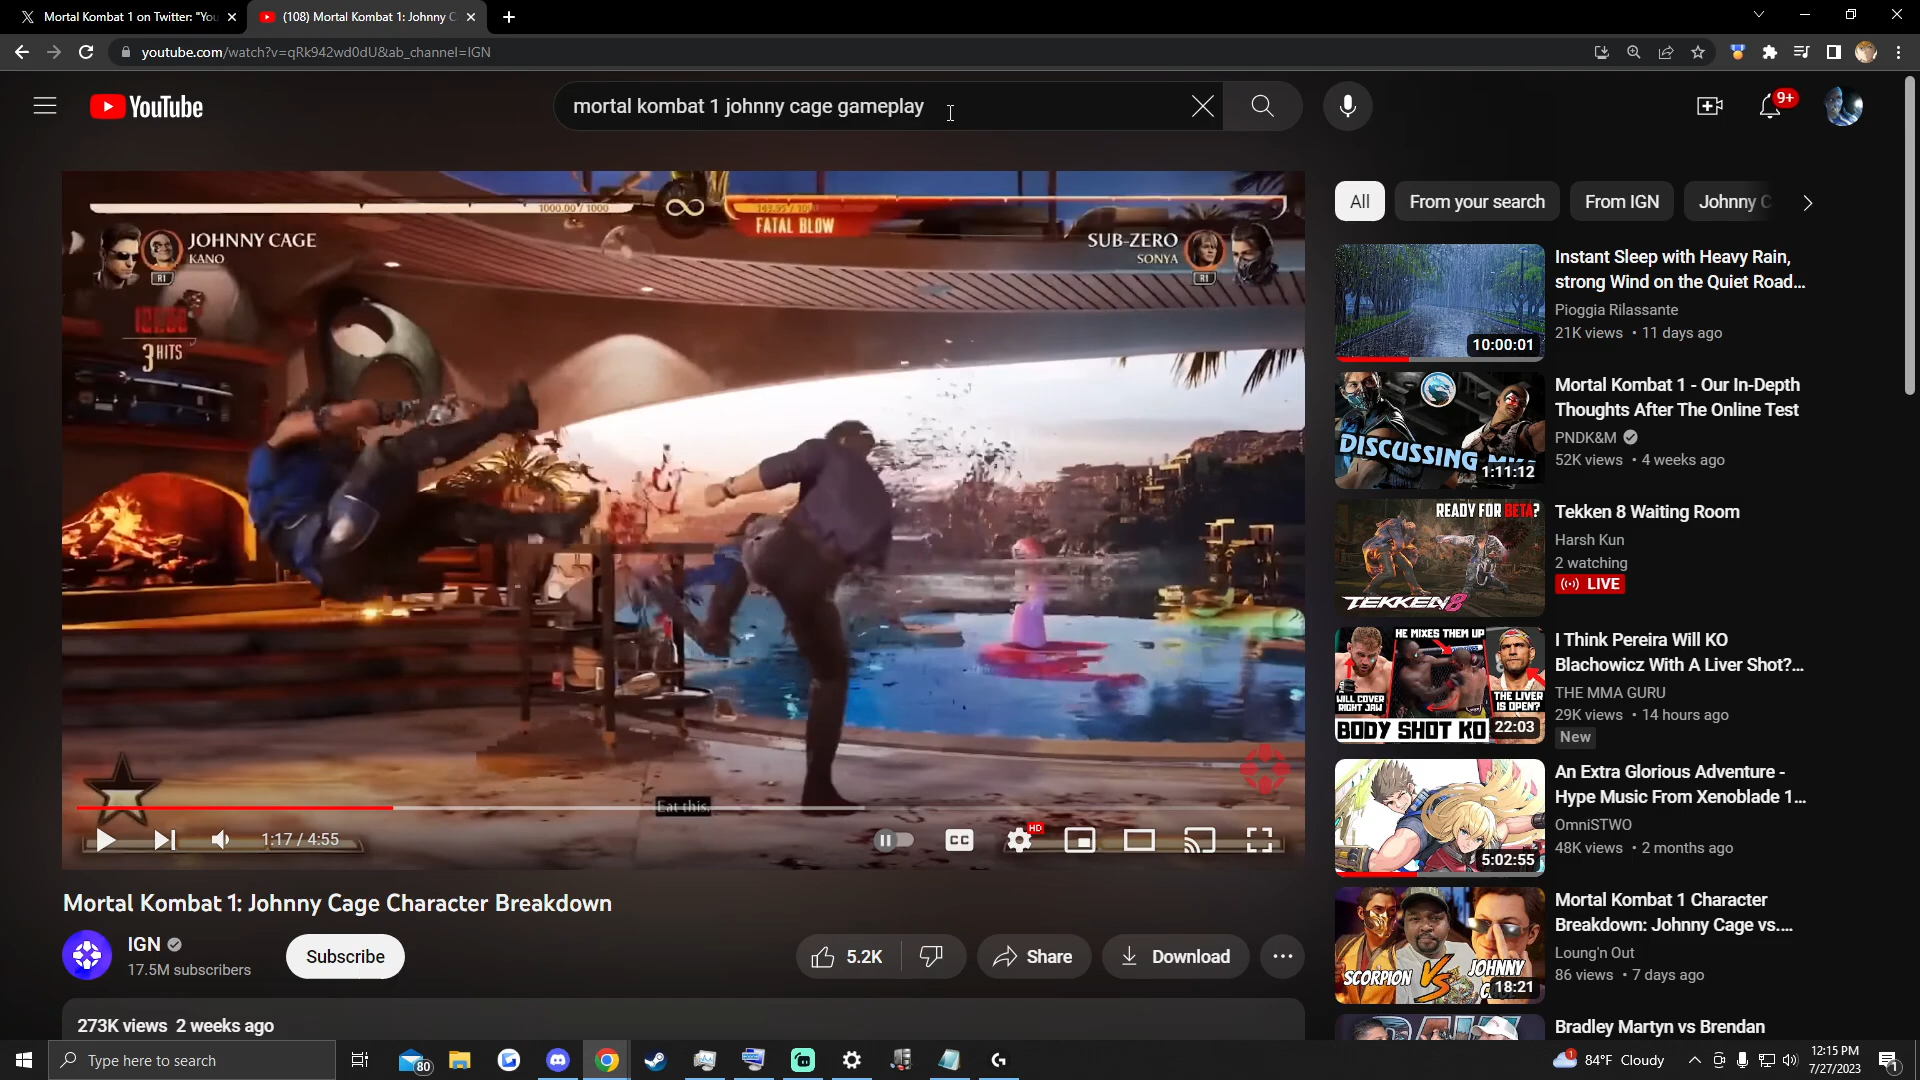 Mortal Kombat 1 on Twitter: "You
(108) Mortal Kombat 1: Johnny C
youtube.com/watch?v=qRk942wd0dU&ab_channel=IGN
YouTube
mortal kombat 1 johnny cage gameplay
9+
1000.00 / 1000
FATAL BLOW
JOHNNY CAGE
KANO
R1
SUB-ZERO
SONYA
R1
3 HITS
Eat this.
1:17 / 4:55
CC
HD
Mortal Kombat 1: Johnny Cage Character Breakdown
IGN
17.5M subscribers
Subscribe
5.2K
Share
Download
273K views 2 weeks ago
All
From your search
From IGN
Johnny C
10:00:01
Instant Sleep with Heavy Rain,
strong Wind on the Quiet Road...
Pioggia Rilassante
21K views • 11 days ago
DISCUSSING
1:11:12
Mortal Kombat 1 - Our In-Depth
Thoughts After The Online Test
PNDK&M
52K views • 4 weeks ago
READY FOR BETA?
TEKKEN 8
Tekken 8 Waiting Room
Harsh Kun
2 watching
LIVE
HE MIXES THEM UP
WILL COVER
RIGHT JAW
THE LIVER
IS OPEN?
BODY SHOT KO
22:03
I Think Pereira Will KO
Blachowicz With A Liver Shot?...
THE MMA GURU
29K views • 14 hours ago
New
5:02:55
An Extra Glorious Adventure -
Hype Music From Xenoblade 1...
OmniSTWO
48K views • 2 months ago
SCORPION
VS
JOHNNY
18:21
Mortal Kombat 1 Character
Breakdown: Johnny Cage vs....
Loung'n Out
86 views • 7 days ago
Bradley Martyn vs Brendan
Type here to search
80
1
84°F Cloudy
12:15 PM
7/27/2023
1